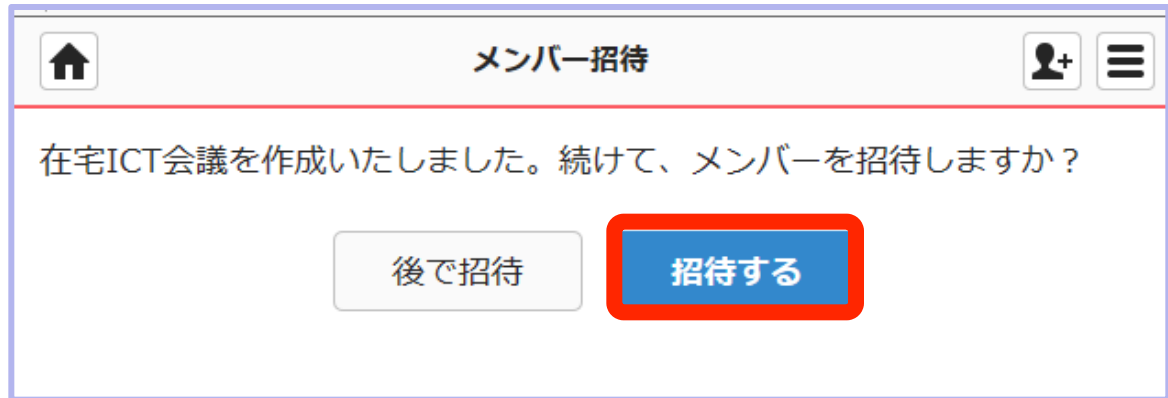 メンバー招待
在宅ICT会議を作成いたしました。続けて、メンバーを招待しますか？
後で招待
招待する